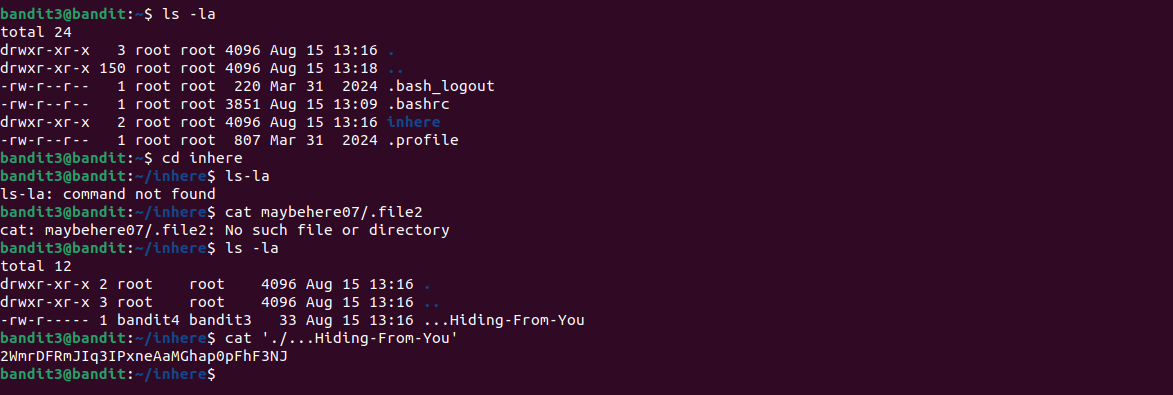 bandit3@bandit:~$ ls -la
total 24
drwxr-xr-x   3 root root 4096 Aug 15 13:16 .
drwxr-xr-x 150 root root 4096 Aug 15 13:18 ..
-rw-r--r--   1 root root  220 Mar 31  2024 .bash_logout
-rw-r--r--   1 root root 3851 Aug 15 13:09 .bashrc
drwxr-xr-x   2 root root 4096 Aug 15 13:16 inhere
-rw-r--r--   1 root root  807 Mar 31  2024 .profile
bandit3@bandit:~$ cd inhere
bandit3@bandit:~/inhere$ ls-la
ls-la: command not found
bandit3@bandit:~/inhere$ cat maybehere07/.file2
cat: maybehere07/.file2: No such file or directory
bandit3@bandit:~/inhere$ ls -la
total 12
drwxr-xr-x 2 root    root    4096 Aug 15 13:16 .
drwxr-xr-x 3 root    root    4096 Aug 15 13:16 ..
-rw-r----- 1 bandit4 bandit3   33 Aug 15 13:16 ...Hiding-From-You
bandit3@bandit:~/inhere$ cat './...Hiding-From-You'
2WmrDFRmJIq3IPxneAaMGhap0pFhF3NJ
bandit3@bandit:~/inhere$